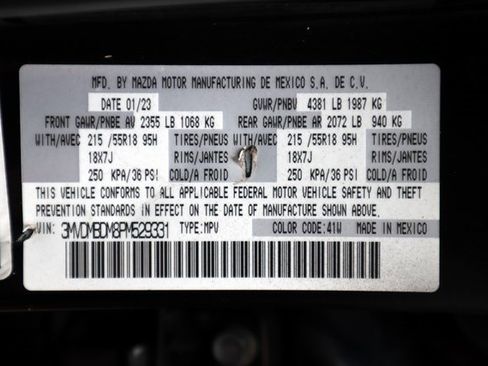 MFD. BY MAZDA MOTOR MANUFACTURING DE MEXICO S.A. DE C.V.
DATE 01/23 GVWR/PNBV 4381 LB 1987 KG
FRONT GAWR/PNBE AV 2355 LB 1068 KG REAR GAWR/PNBE AR 2072 LB 940 KG
WITH/AVEC 215 /55R18 95H TIRES/PNEUS WITH/AVEC 215 /55R18 95H TIRES/PNEUS
18X7J RIMS/JANTES 18X7J RIMS/JANTES
250 KPA/36 PSI COLD/A FROID 250 KPA/36 PSI COLD/A FROID
THIS VEHICLE CONFORMS TO ALL APPLICABLE FEDERAL MOTOR VEHICLE SAFETY AND THEFT
PREVENTION STANDARDS IN EFFECT ON THE DATE OF MANUFACTURE SHOWN ABOVE.
VIN: 3MVDMBDM8PM529331 TYPE:MPV COLOR CODE:41W MADE IN MEXICO